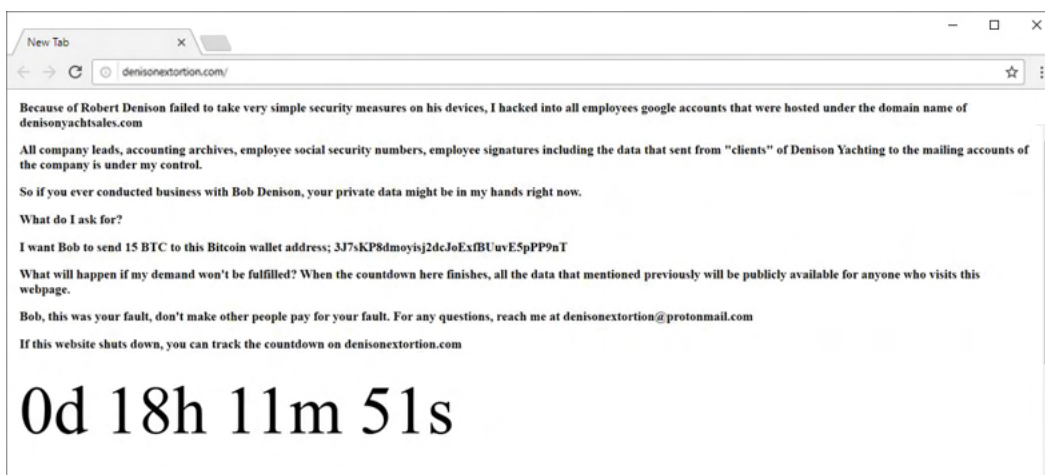 New Tab
denisonextortion.com/
Because of Robert Denison failed to take very simple security measures on his devices, I hacked into all employees google accounts that were hosted under the domain name of
denisonyachtsales.com
All company leads, accounting archives, employee social security numbers, employee signatures including the data that sent from "clients" of Denison Yachting to the mailing accounts of
the company is under my control.
So if you ever conducted business with Bob Denison, your private data might be in my hands right now.
What do I ask for?
I want Bob to send 15 BTC to this Bitcoin wallet address; 3J7sKP8dmoyisj2dcJoExfBUuvE5pPP9nT
What will happen if my demand won't be fulfilled? When the countdown here finishes, all the data that mentioned previously will be publicly available for anyone who visits this
webpage.
Bob, this was your fault, don't make other people pay for your fault. For any questions, reach me at denisonextortion@protonmail.com
If this website shuts down, you can track the countdown on denisonextortion.com
0d 18h 11m 51s